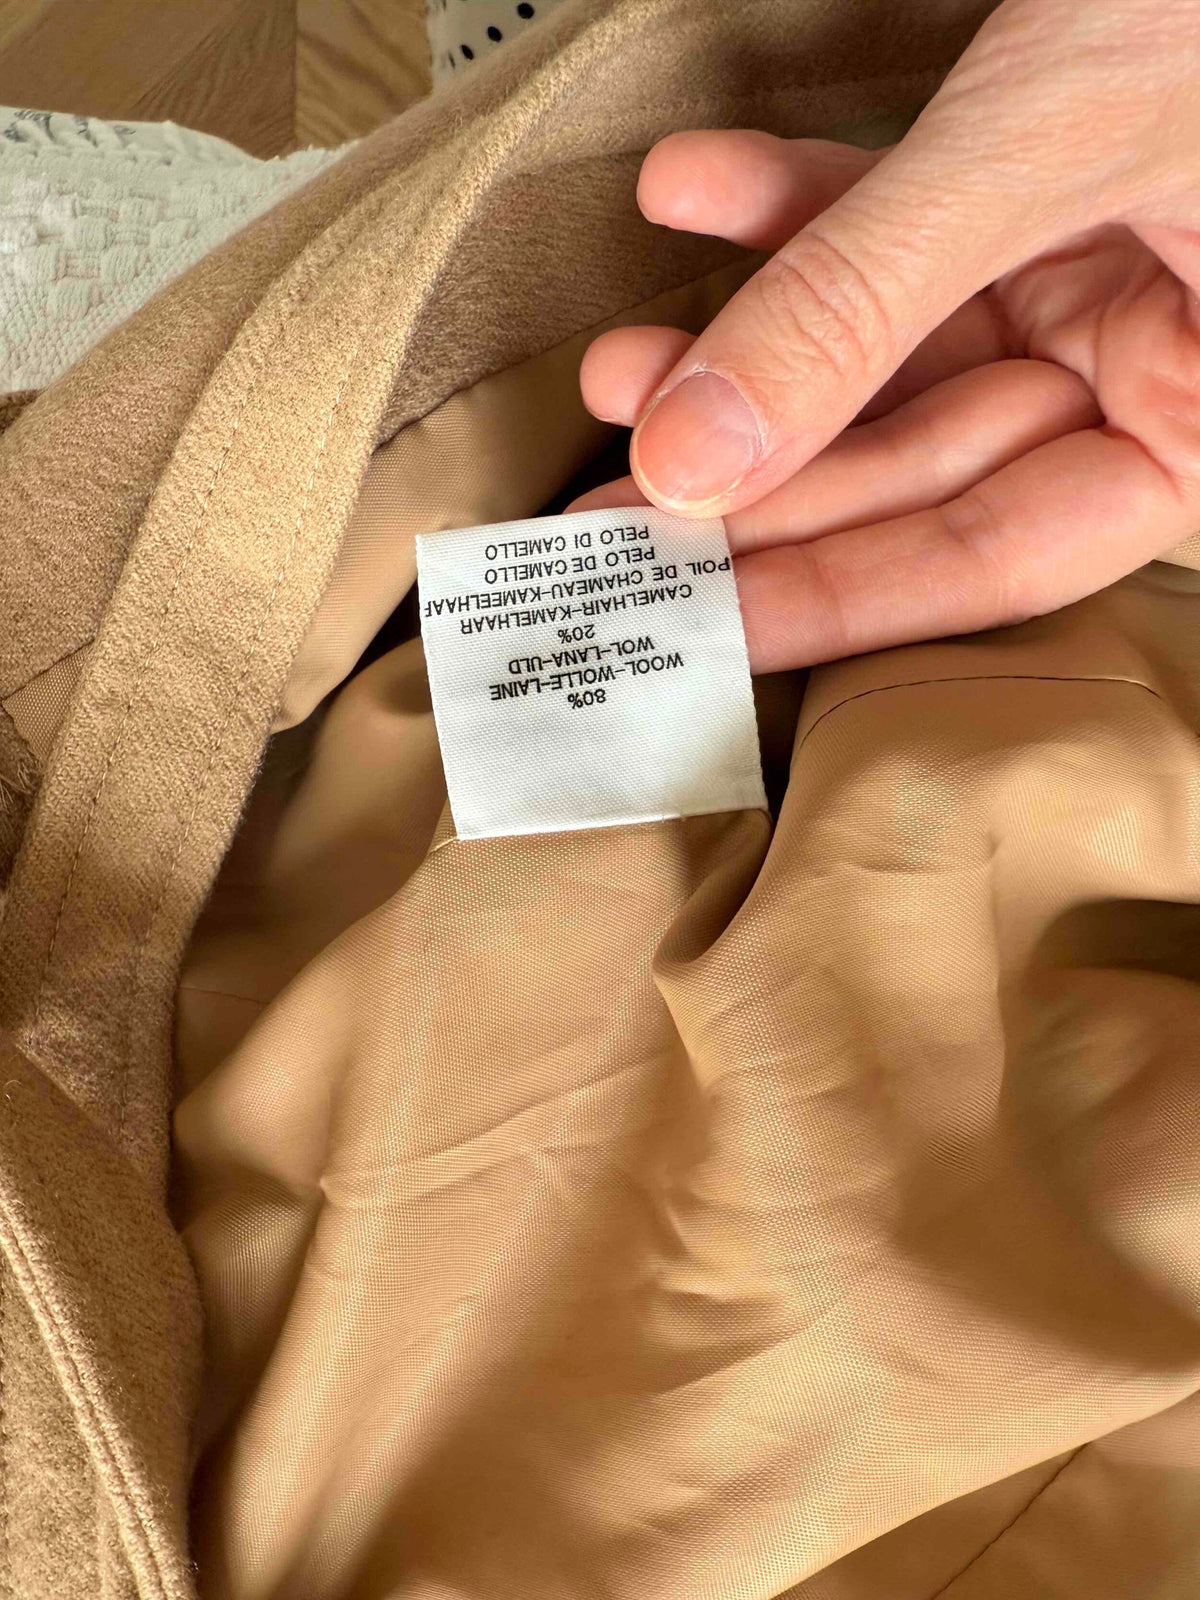 80%
WOOL-WOLLE-LAINE
WOL-LANA-ULD
20%
CAMELHAIR-KAMELHAAR
POIL DE CHAMEAU-KAMEELHAAR
PELO DE CAMELLO
PELO DI CAMELLO